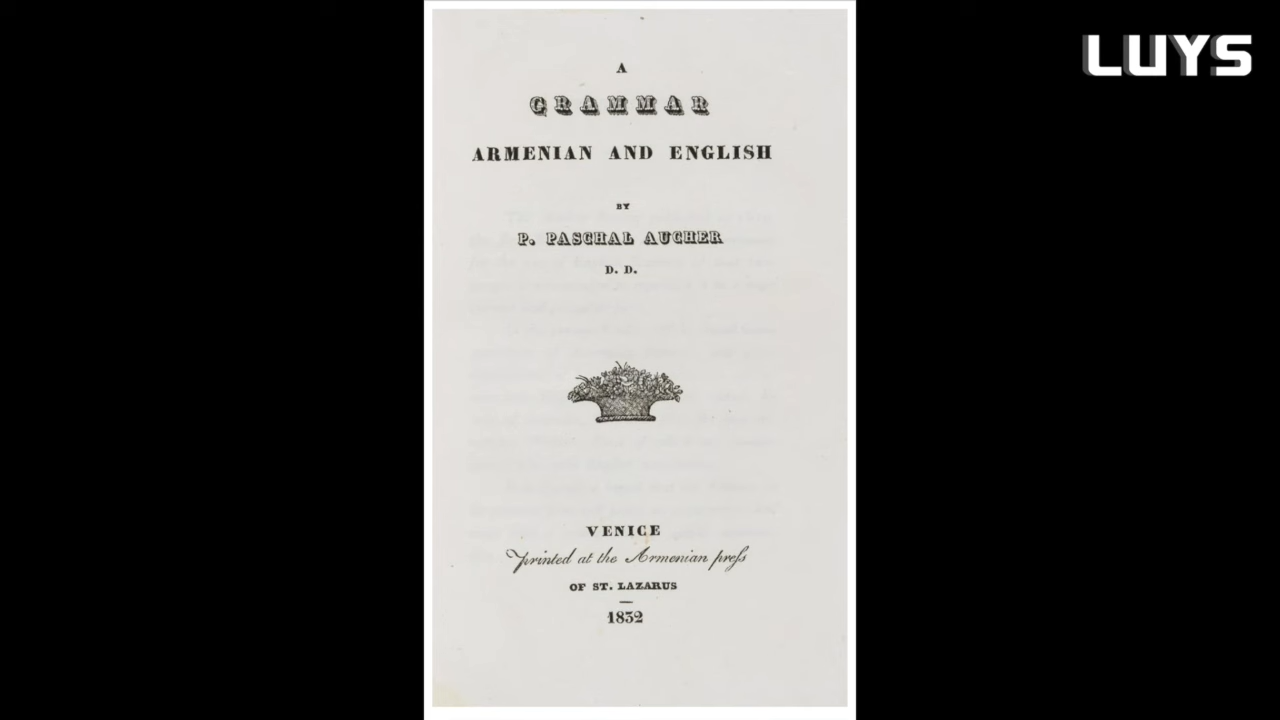 LUYS
A
GRAMMAR
ARMENIAN AND ENGLISH
BY
P. PASCHAL AUCHER
D. D.
VENICE
Printed at the Armenian preſs
OF ST. LAZARUS
1832